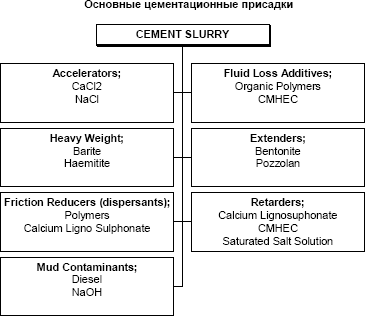 Основные цементационные присадки
CEMENT SLURRY
Accelerators;
CaCl2
NaCl
Fluid Loss Additives;
Organic Polymers
CMHEC
Heavy Weight;
Barite
Haemitite
Extenders;
Bentonite
Pozzolan
Friction Reducers (dispersants);
Polymers
Calcium Ligno Sulphonate
Retarders;
Calcium Lignosuphonate
CMHEC
Saturated Salt Solution
Mud Contaminants;
Diesel
NaOH